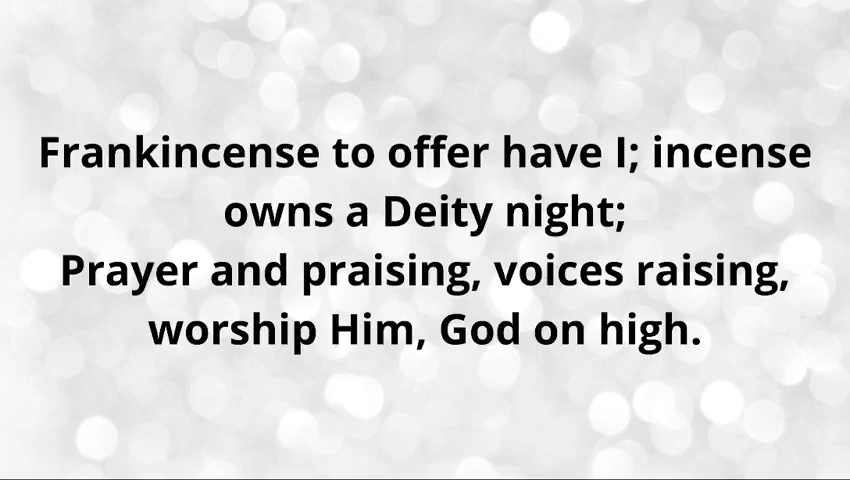 Frankincense to offer have I; incense
owns a Deity night;
Prayer and praising, voices raising,
worship Him, God on high.